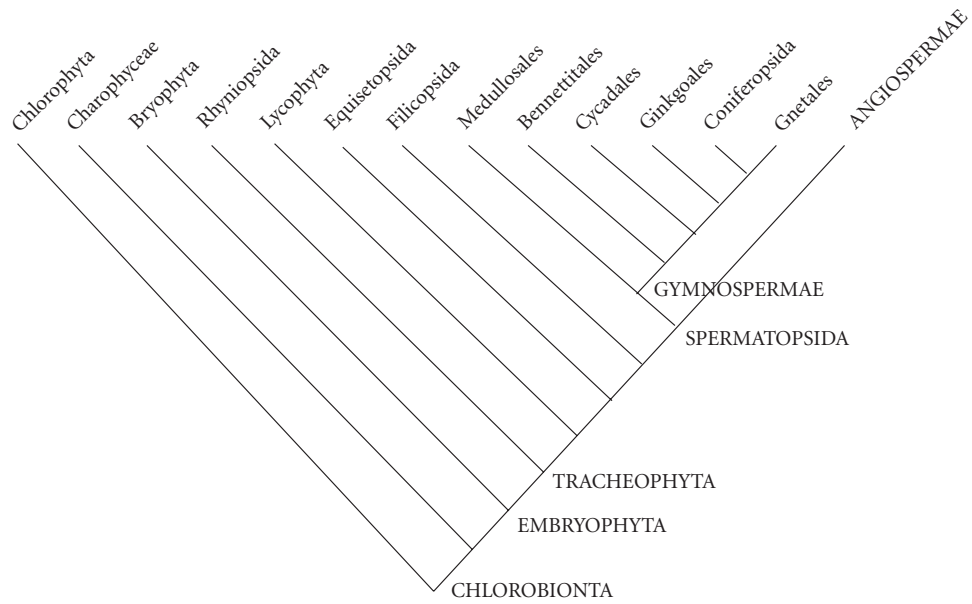 Chlorophyta
Charophyceae
Bryophyta
Rhyniopsida
Lycophyta
Equisetopsida
Filicopsida
Medullosales
Bennettitales
Cycadales
Ginkgoales
Coniferopsida
Gnetales
ANGIOSPERMAE
GYMNOSPERMAE
SPERMATOPSIDA
TRACHEOPHYTA
EMBRYOPHYTA
CHLOROBIONTA